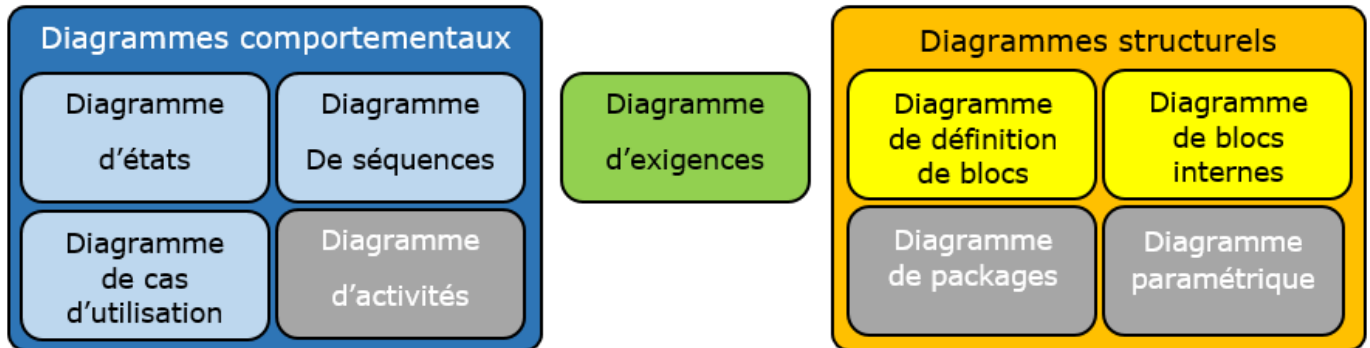 Diagrammes comportementaux
Diagramme
d'états
Diagramme
De séquences
Diagramme
de cas
d'utilisation
Diagramme
d'activités
Diagramme
d'exigences
Diagrammes structurels
Diagramme
de définition
de blocs
Diagramme
de blocs
internes
Diagramme
de packages
Diagramme
paramétrique